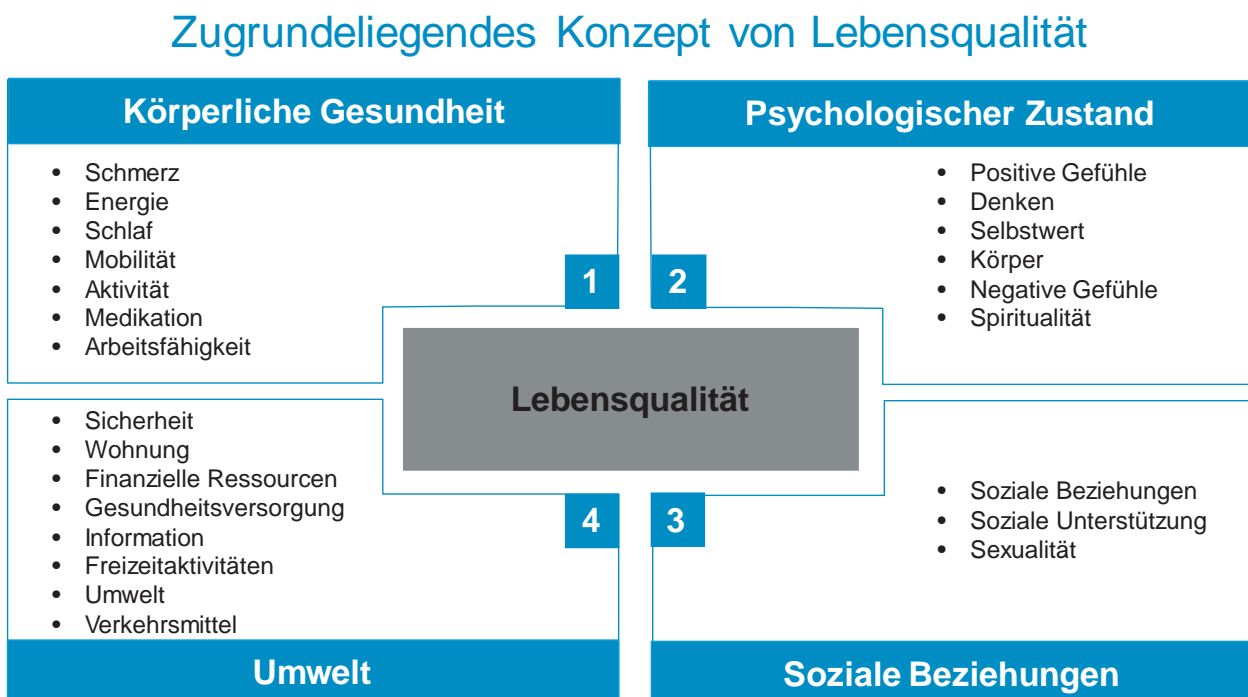 Zugrundeliegendes Konzept von Lebensqualität
Körperliche Gesundheit
• Schmerz
• Energie
• Schlaf
• Mobilität
• Aktivität
• Medikation
• Arbeitsfähigkeit
1
Psychologischer Zustand
• Positive Gefühle
• Denken
• Selbstwert
• Körper
• Negative Gefühle
• Spiritualität
2
Lebensqualität
• Sicherheit
• Wohnung
• Finanzielle Ressourcen
• Gesundheitsversorgung
• Information
• Freizeitaktivitäten
• Umwelt
• Verkehrsmittel
4
Umwelt
3
• Soziale Beziehungen
• Soziale Unterstützung
• Sexualität
Soziale Beziehungen